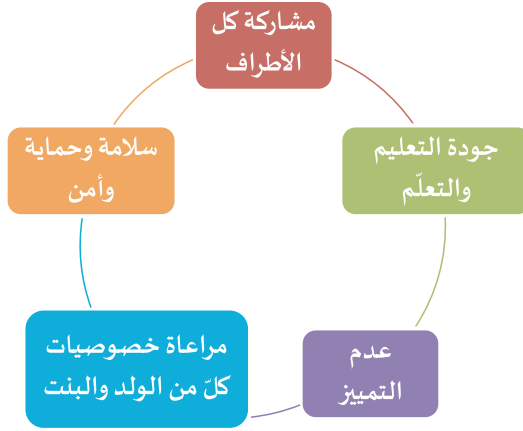 مشاركة كل
الأطراف
جودة التعليم
والتعلّم
عدم
التمييز
مراعاة خصوصيات
كلّ من الولد والبنت
سلامة وحماية
وأمن